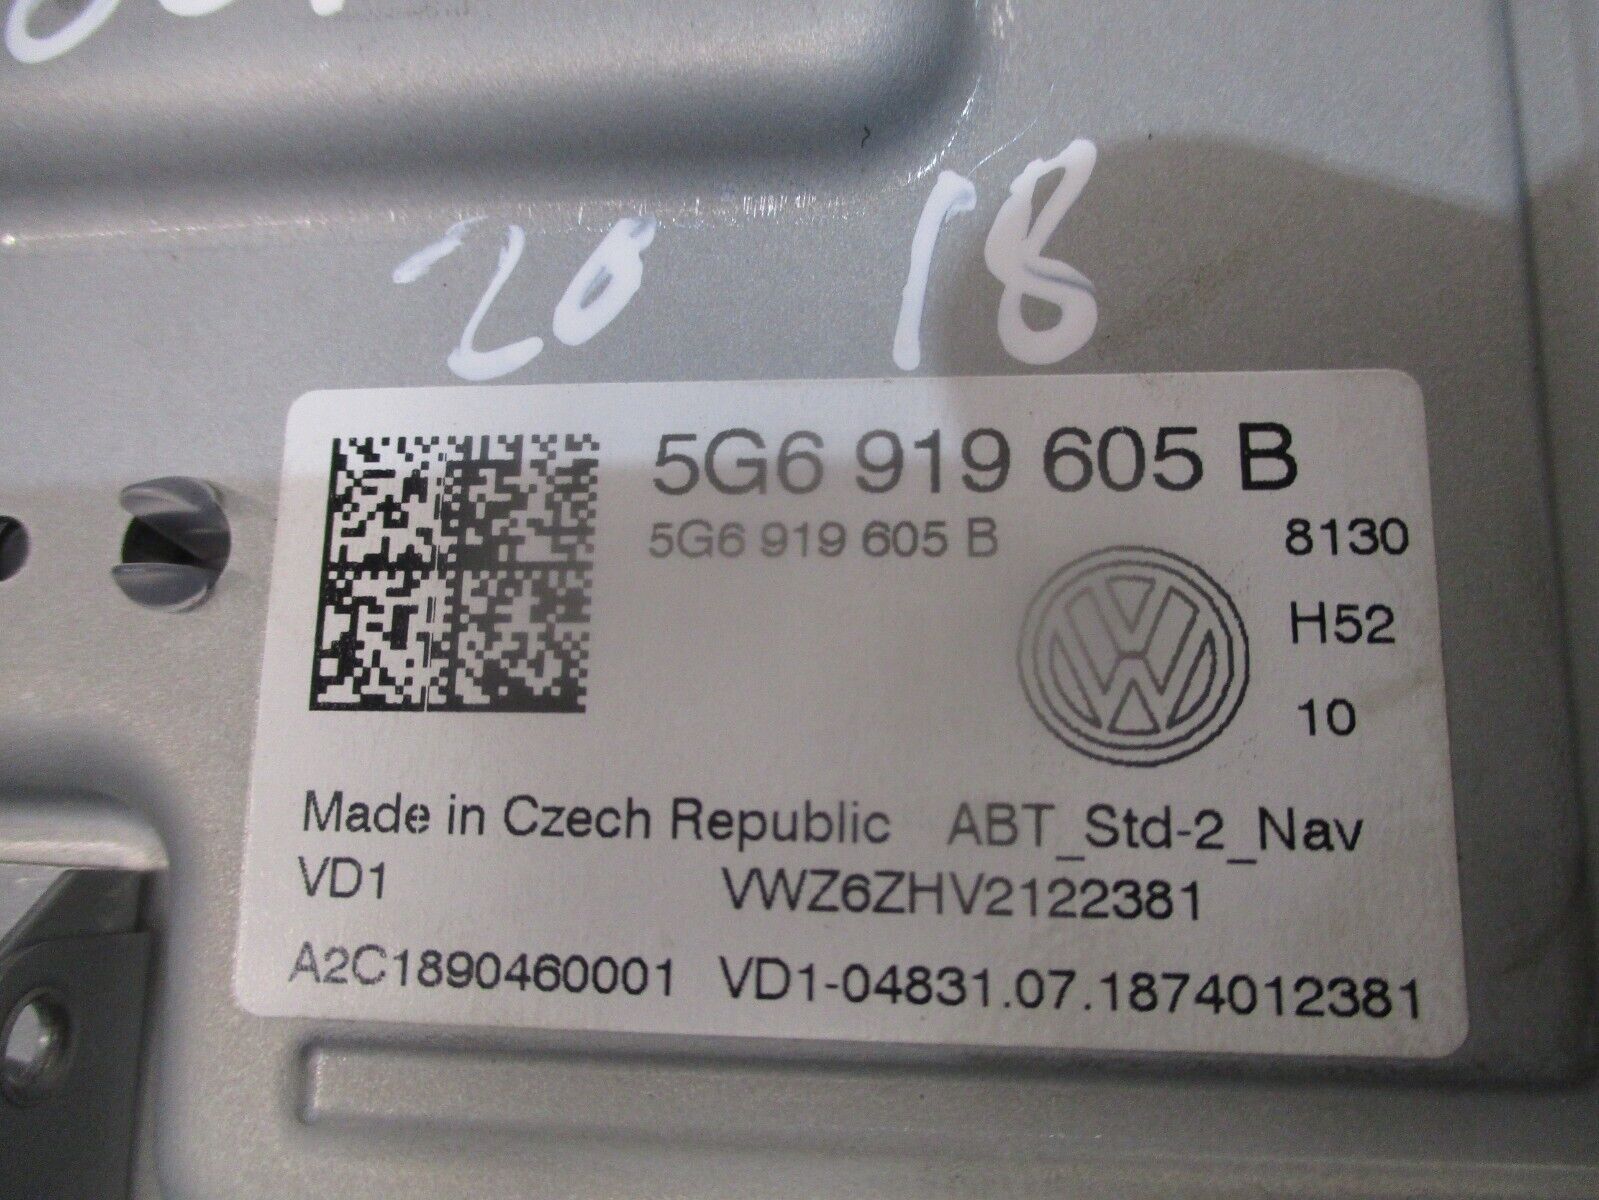 20 18
5G6 919 605 B
5G6 919 605 B
8130
H52
10
Made in Czech Republic ABT_Std-2_Nav
VD1 VWZ6ZHV2122381
A2C1890460001 VD1-04831.07.1874012381